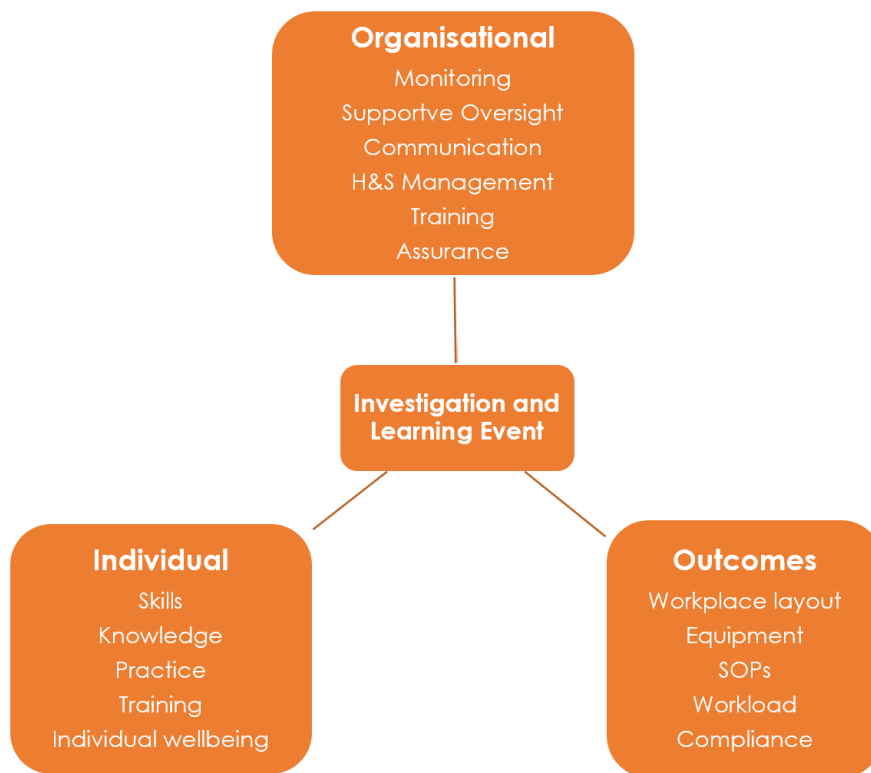 Organisational
Monitoring
Supportve Oversight
Communication
H&S Management
Training
Assurance
Investigation and
Learning Event
Individual
Skills
Knowledge
Practice
Training
Individual wellbeing
Outcomes
Workplace layout
Equipment
SOPs
Workload
Compliance